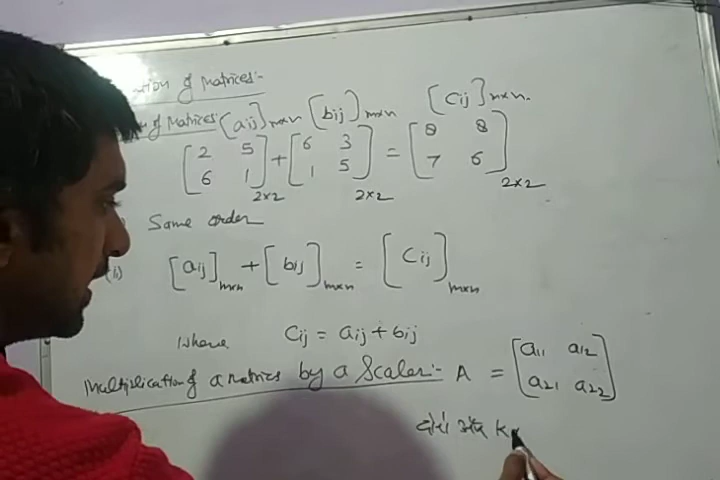 tion of Matrices:-
of Matrices: [aij]m×n [bij]m×n [cij]m×n.
[2 5 6 1]2×2 + [6 3 1 5]2×2 = [8 8 7 6]2×2
Same order
[aij]m×n + [bij]m×n = [Cij]m×n
Where Cij = aij + bij
Multiplication of a matrics by a Scaler:- A = [a11 a12 a21 a22]
K